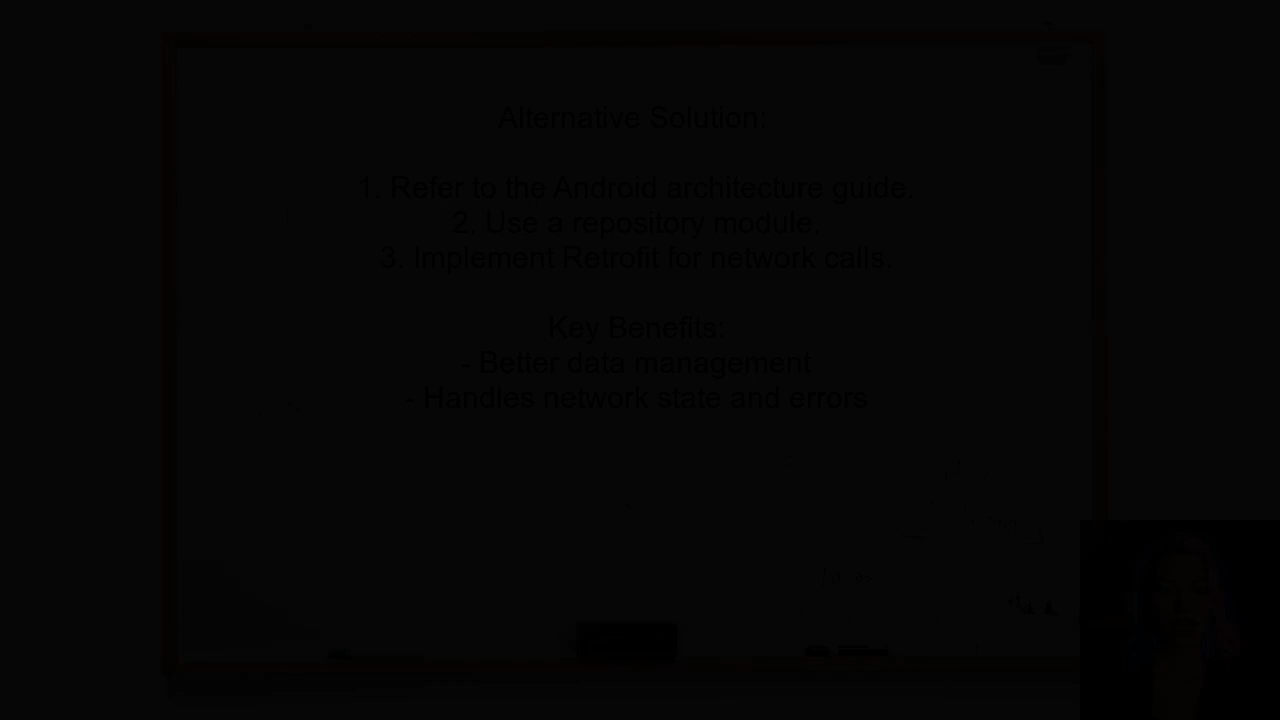 Alternative Solution:
1. Refer to the Android architecture guide.
2. Use a repository module.
3. Implement Retrofit for network calls.
Key Benefits:
- Better data management
- Handles network state and errors